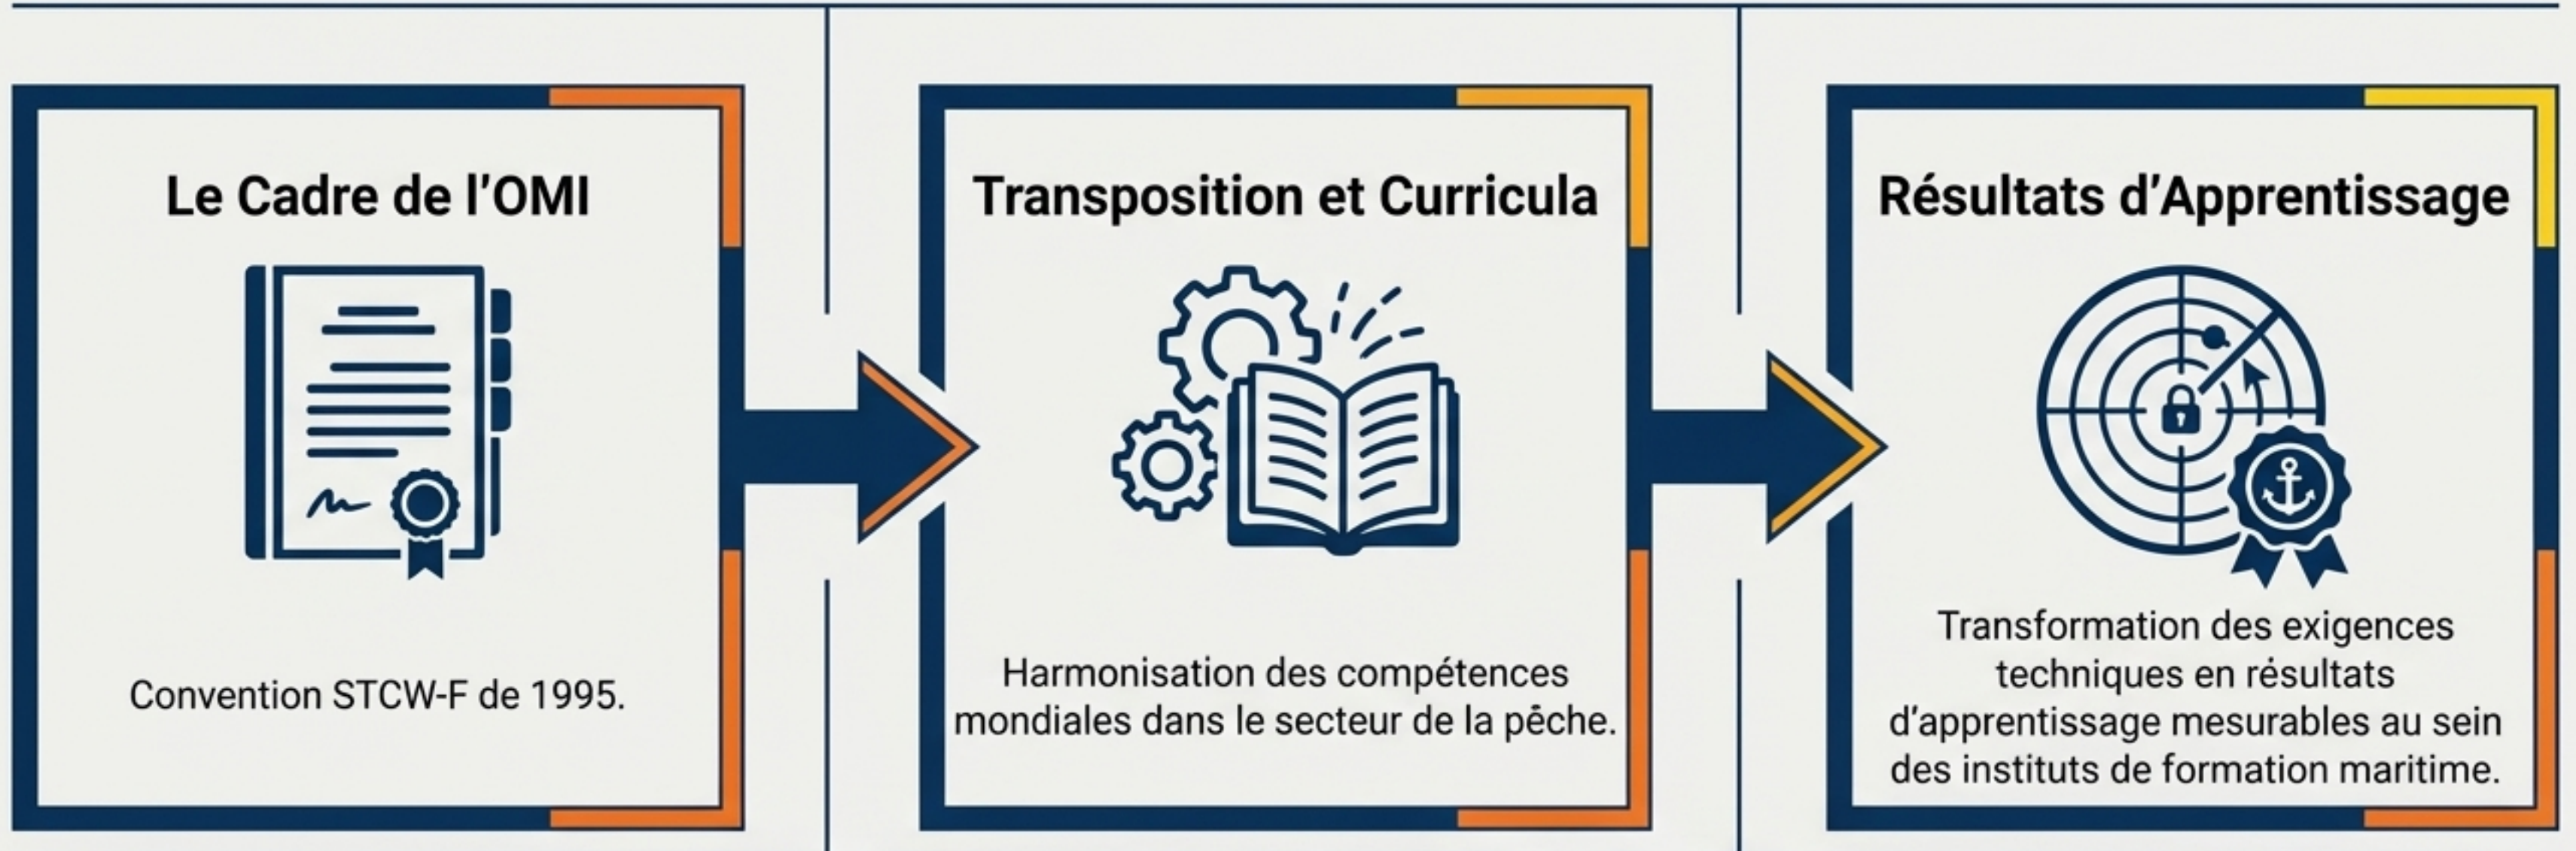 Le Cadre de l’OMI
Convention STCW-F de 1995.
Transposition et Curricula
Harmonisation des compétences
mondiales dans le secteur de la pêche.
Résultats d’Apprentissage
Transformation des exigences
techniques en résultats
d’apprentissage mesurables au sein
des instituts de formation maritime.